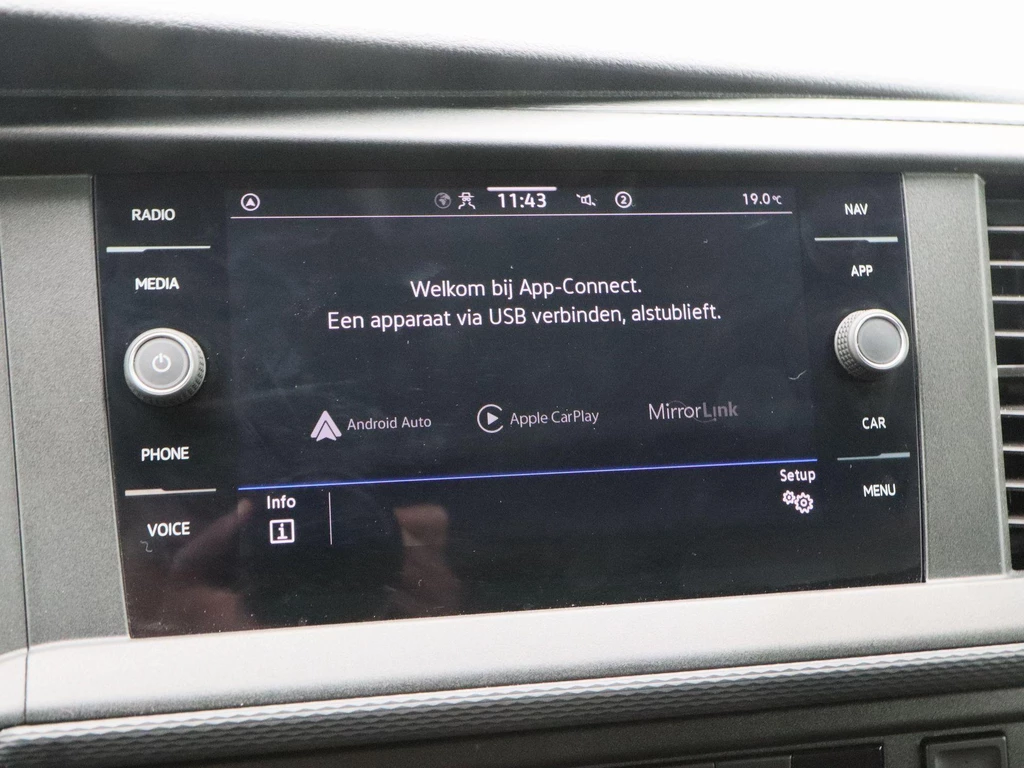 RADIO
MEDIA
PHONE
VOICE
11:43
2
19.0°C
Welkom bij App-Connect.
Een apparaat via USB verbinden, alstublieft.
Android Auto
Apple CarPlay
MirrorLink
Info
i
Setup
NAV
APP
CAR
MENU